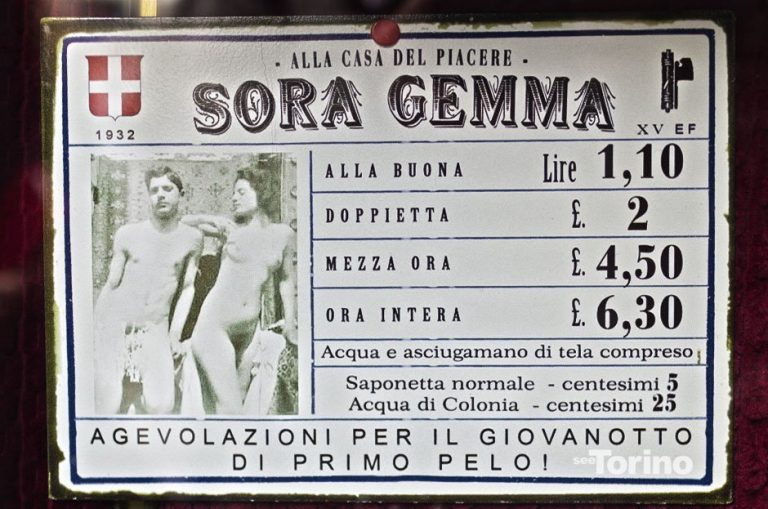 - ALLA CASA DEL PIACERE -
SORA GEMMA
1932
XV EF
ALLA BUONA Lire 1,10
DOPPIETTA £. 2
MEZZA ORA £. 4,50
ORA INTERA £. 6,30
Acqua e asciugamano di tela compreso
Saponetta normale - centesimi 5
Acqua di Colonia - centesimi 25
AGEVOLAZIONI PER IL GIOVANOTTO
DI PRIMO PELO!
seeTorino